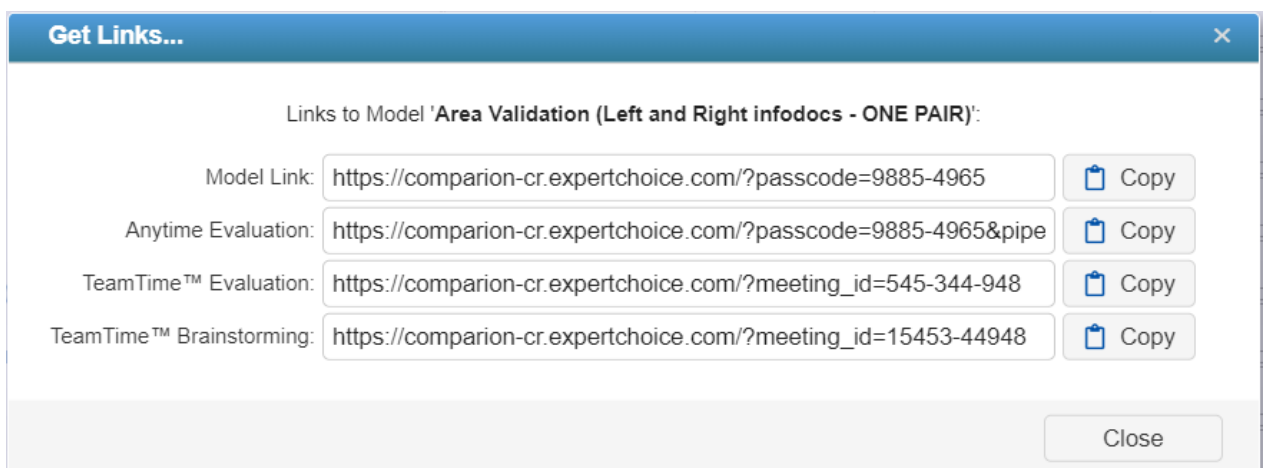 Get Links...
Links to Model 'Area Validation (Left and Right infodocs - ONE PAIR)':
Model Link: https://comparion-cr.expertchoice.com/?passcode=9885-4965 Copy
Anytime Evaluation: https://comparion-cr.expertchoice.com/?passcode=9885-4965&pipe Copy
TeamTime™ Evaluation: https://comparion-cr.expertchoice.com/?meeting_id=545-344-948 Copy
TeamTime™ Brainstorming: https://comparion-cr.expertchoice.com/?meeting_id=15453-44948 Copy
Close